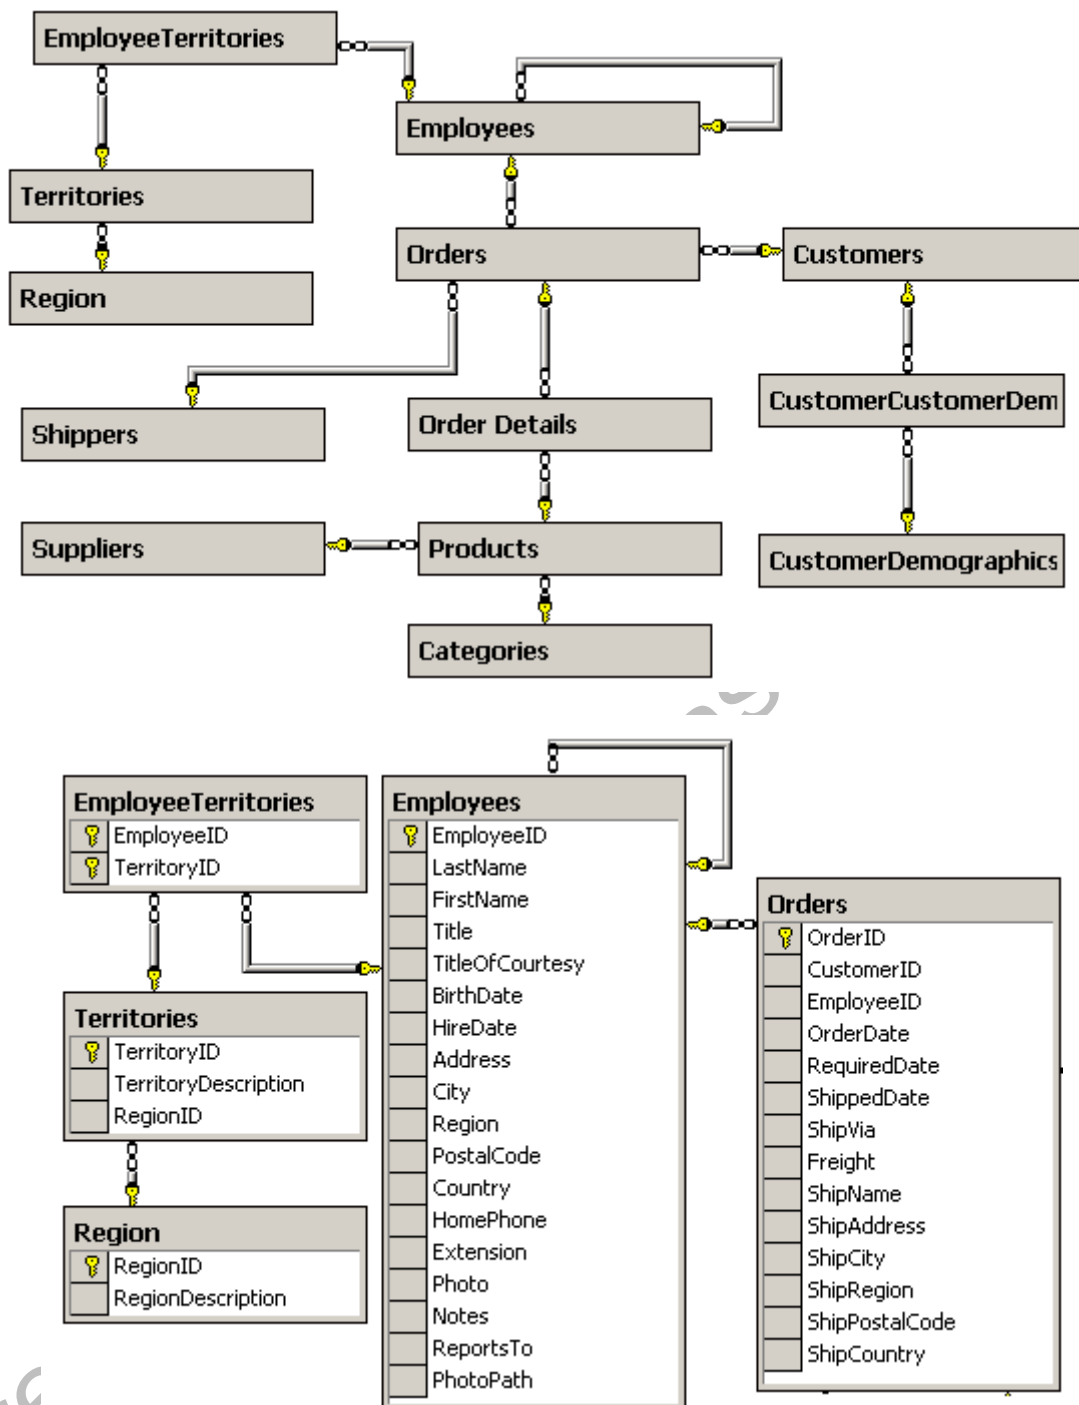 EmployeeTerritories
Employees
Territories
Orders
Customers
Region
CustomerCustomerDem
Shippers
Order Details
Suppliers
Products
CustomerDemographics
Categories
EmployeeTerritories
EmployeeID
TerritoryID
Territories
TerritoryID
TerritoryDescription
RegionID
Region
RegionID
RegionDescription
Employees
EmployeeID
LastName
FirstName
Title
TitleOfCourtesy
BirthDate
HireDate
Address
City
Region
PostalCode
Country
HomePhone
Extension
Photo
Notes
ReportsTo
PhotoPath
Orders
OrderID
CustomerID
EmployeeID
OrderDate
RequiredDate
ShippedDate
ShipVia
Freight
ShipName
ShipAddress
ShipCity
ShipRegion
ShipPostalCode
ShipCountry